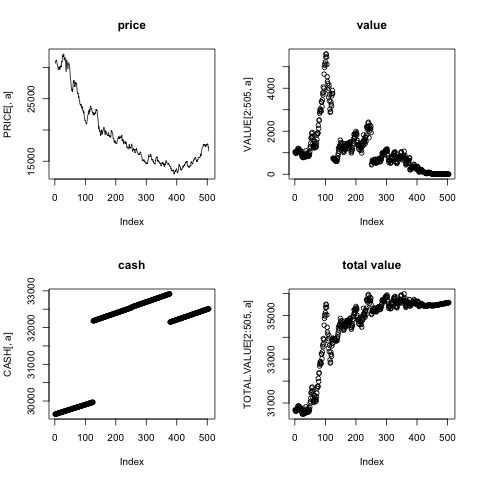 price
PRICE[, a]
15000
25000
0 100 200 300 400 500
Index
value
VALUE[2:505, a]
0 2000 4000
0 100 200 300 400 500
Index
cash
CASH[, a]
30000 31000 32000 33000
0 100 200 300 400 500
Index
total value
TOTAL.VALUE[2:505, a]
31000 33000 35000
0 100 200 300 400 500
Index